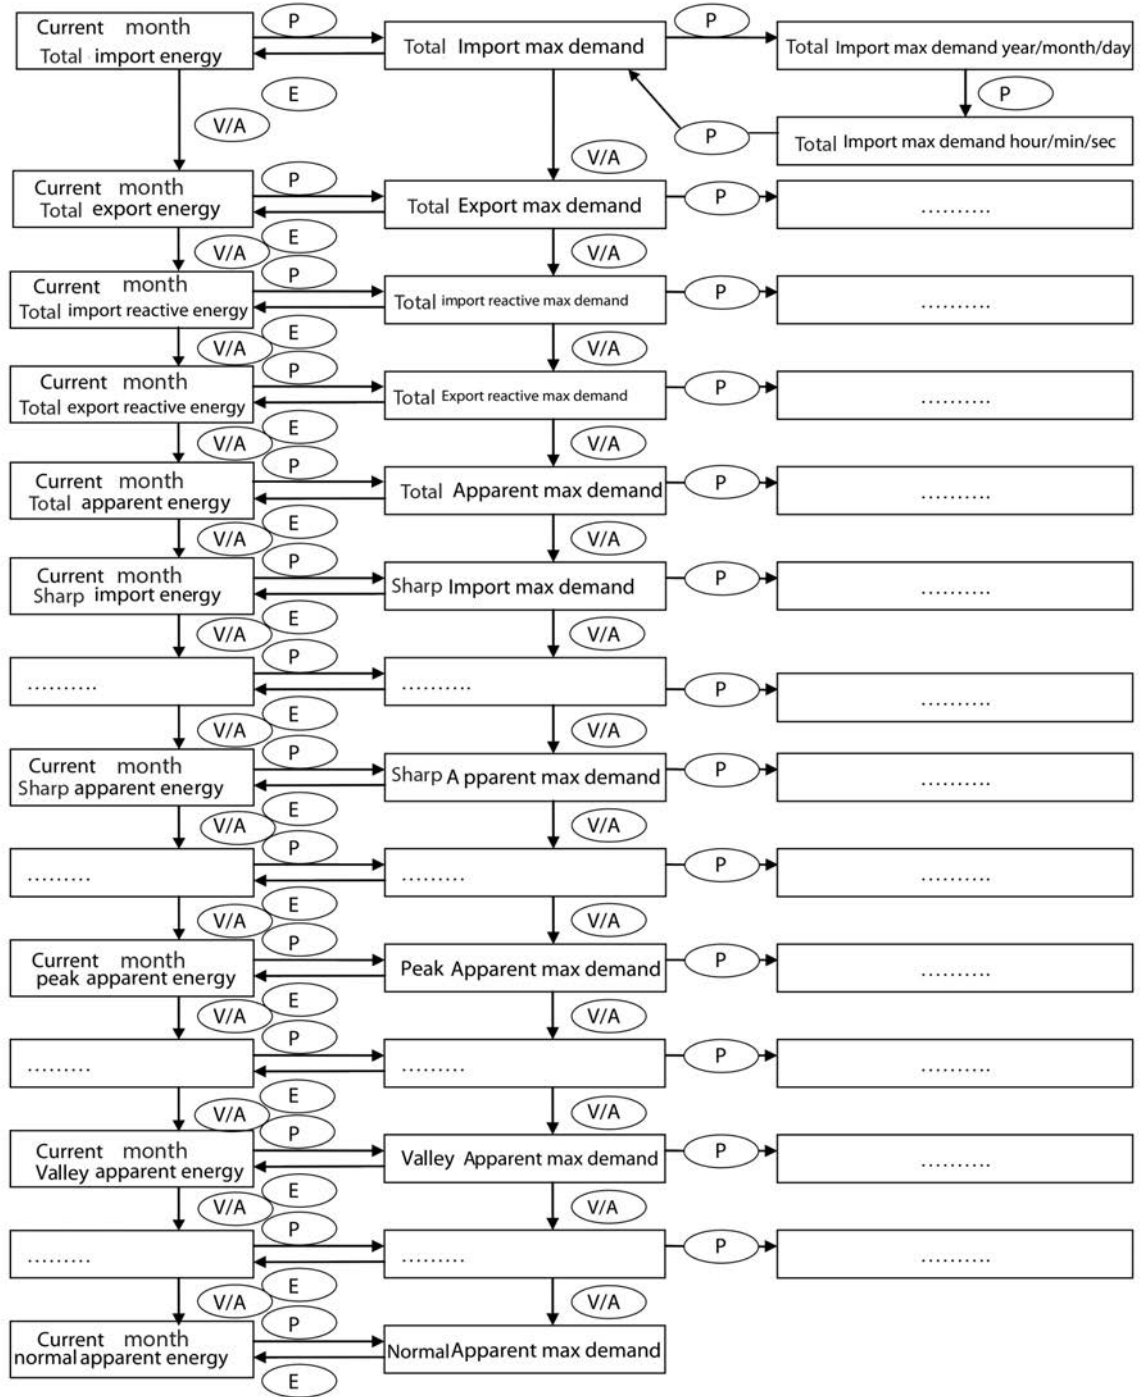 Current month
Total import energy
P
Total Import max demand
P
Total Import max demand year/month/day
E
V/A
P
P
Total Import max demand hour/min/sec
V/A
Current month
Total export energy
P
Total Export max demand
P
..........
E
V/A
V/A
Current month
Total import reactive energy
P
Total import reactive max demand
P
..........
E
V/A
V/A
Current month
Total export reactive energy
P
Total Export reactive max demand
P
..........
E
V/A
V/A
Current month
Total apparent energy
P
Total Apparent max demand
P
..........
E
V/A
V/A
Current month
Sharp import energy
P
Sharp Import max demand
P
..........
E
V/A
V/A
..........
P
..........
P
..........
E
V/A
V/A
Current month
Sharp apparent energy
P
Sharp A pparent max demand
P
..........
E
V/A
V/A
.........
P
.........
P
..........
E
V/A
V/A
Current month
peak apparent energy
P
Peak Apparent max demand
P
..........
E
V/A
V/A
.........
P
.........
P
..........
E
V/A
V/A
Current month
Valley apparent energy
P
Valley Apparent max demand
P
..........
E
V/A
V/A
..........
P
.........
P
..........
E
V/A
V/A
Current month
normal apparent energy
P
Normal Apparent max demand
E